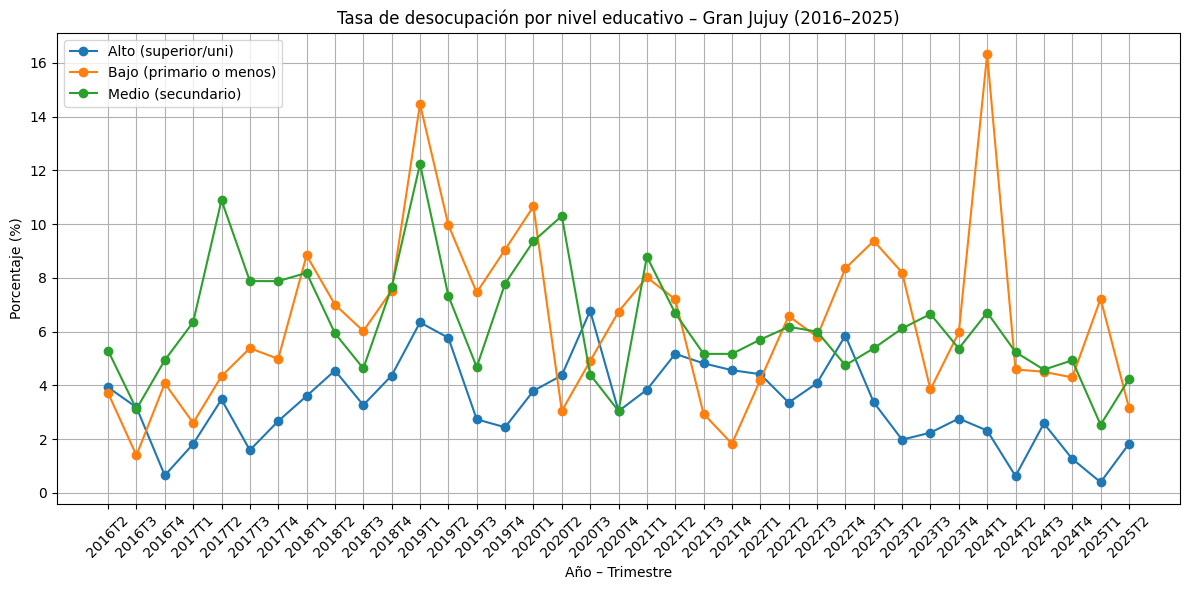 Tasa de desocupación por nivel educativo – Gran Jujuy (2016–2025)
Alto (superior/uni)
Bajo (primario o menos)
Medio (secundario)
Porcentaje (%)
16
14
12
10
8
6
4
2
0
2016T2
2016T3
2016T4
2017T1
2017T2
2017T3
2017T4
2018T1
2018T2
2018T3
2018T4
2019T1
2019T2
2019T3
2019T4
2020T1
2020T2
2020T3
2020T4
2021T1
2021T2
2021T3
2021T4
2022T1
2022T2
2022T3
2022T4
2023T1
2023T2
2023T3
2023T4
2024T1
2024T2
2024T3
2024T4
2025T1
2025T2
Año – Trimestre